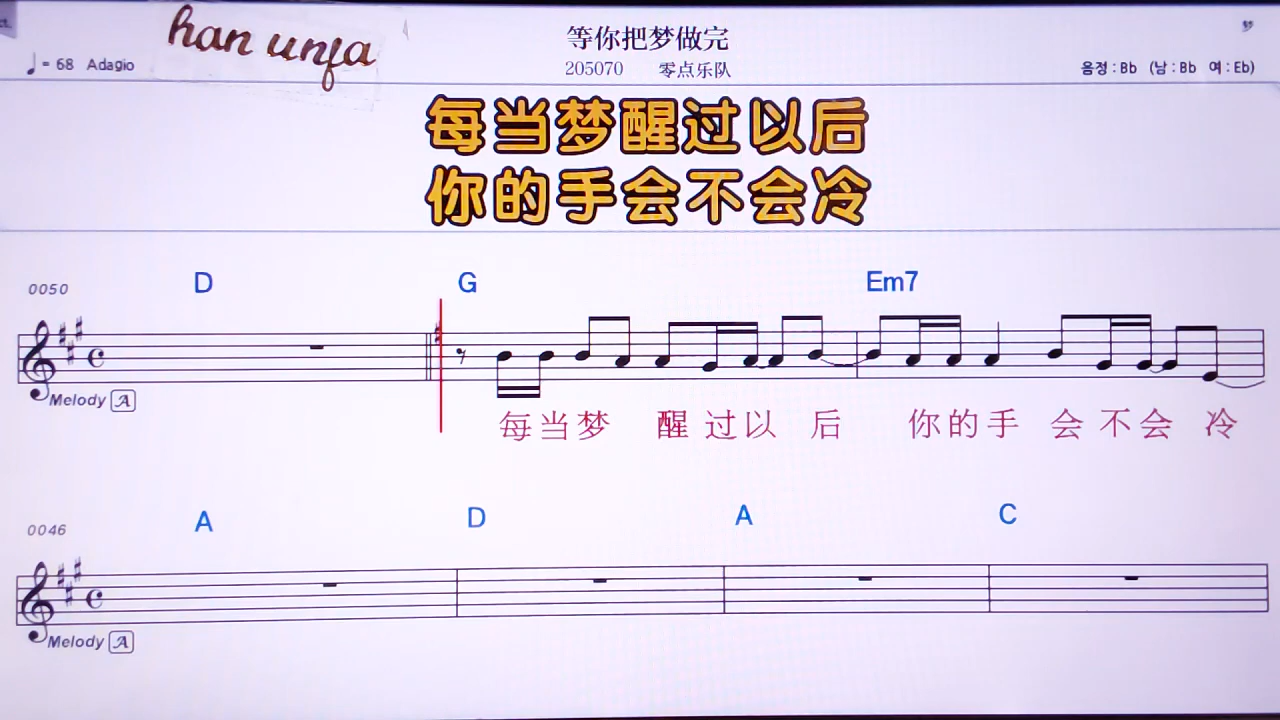 han unfa
等你把梦做完
♩= 68 Adagio
205070 零点乐队
음정 : Bb (남 : Bb 여 : Eb)
每当梦醒过以后
你的手会不会冷
D G Em7
0050
Melody A
每当梦 醒过以 后 你的手 会不会 冷
A D A C
0046
Melody A